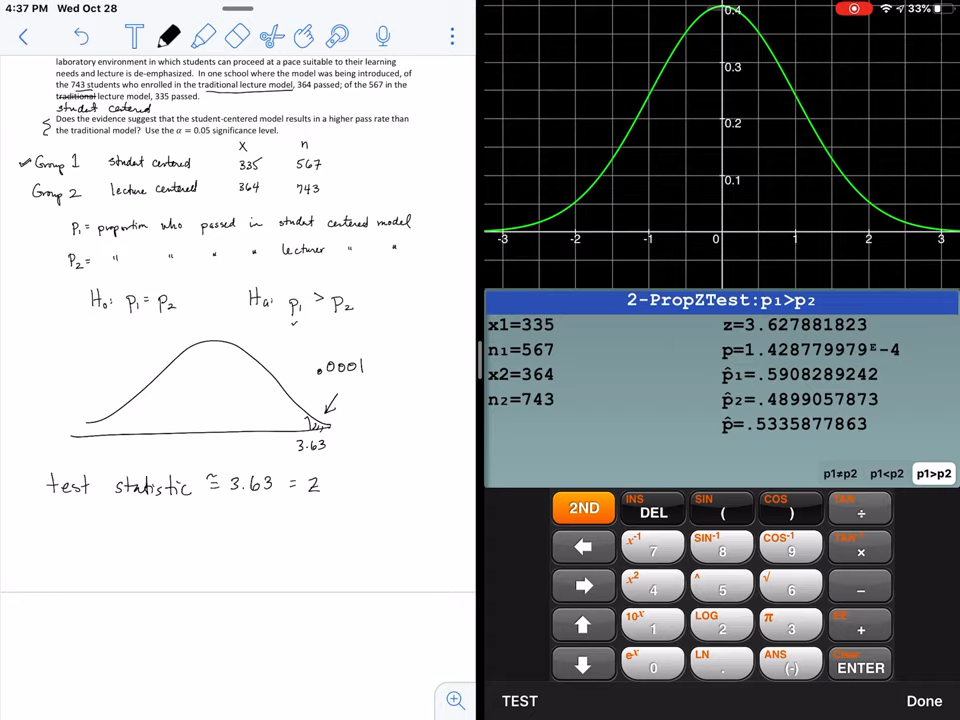 4:37 PM Wed Oct 28
33%
laboratory environment in which students can proceed at a pace suitable to their learning
needs and lecture is de-emphasized. In one school where the model was being introduced, of
the 743 students who enrolled in the traditional lecture model, 364 passed; of the 567 in the
traditional lecture model, 335 passed.
student centered
Does the evidence suggest that the student-centered model results in a higher pass rate than
the traditional model? Use the α = 0.05 significance level.
X n
Group 1 student centered 335 567
Group 2 lecture centered 364 743
P₁ = proportion who passed in student centered model
P₂ = " " " " lecturer " "
H₀: p₁ = p₂ Ha: p₁ > p₂
.0001
3.63
test statistic ≅ 3.63 = z
0.4
0.3
0.2
0.1
-3 -2 -1 0 1 2 3
2-PropZTest:p₁>p₂
x1=335 z=3.627881823
n₁=567 p=1.428779979ᴇ-4
x2=364 p̂₁=.5908289242
n₂=743 p̂₂=.4899057873
p̂=.5335877863
p1≠p2 p1<p2 p1>p2
2ND INS DEL SIN ( COS ) TAN ÷
x⁻¹ 7 SIN⁻¹ 8 COS⁻¹ 9 TAN⁻¹ ×
x² 4 ^ 5 √ 6 −
10ˣ 1 LOG 2 π 3 EE +
eˣ 0 LN . ANS (-) Clear ENTER
TEST Done